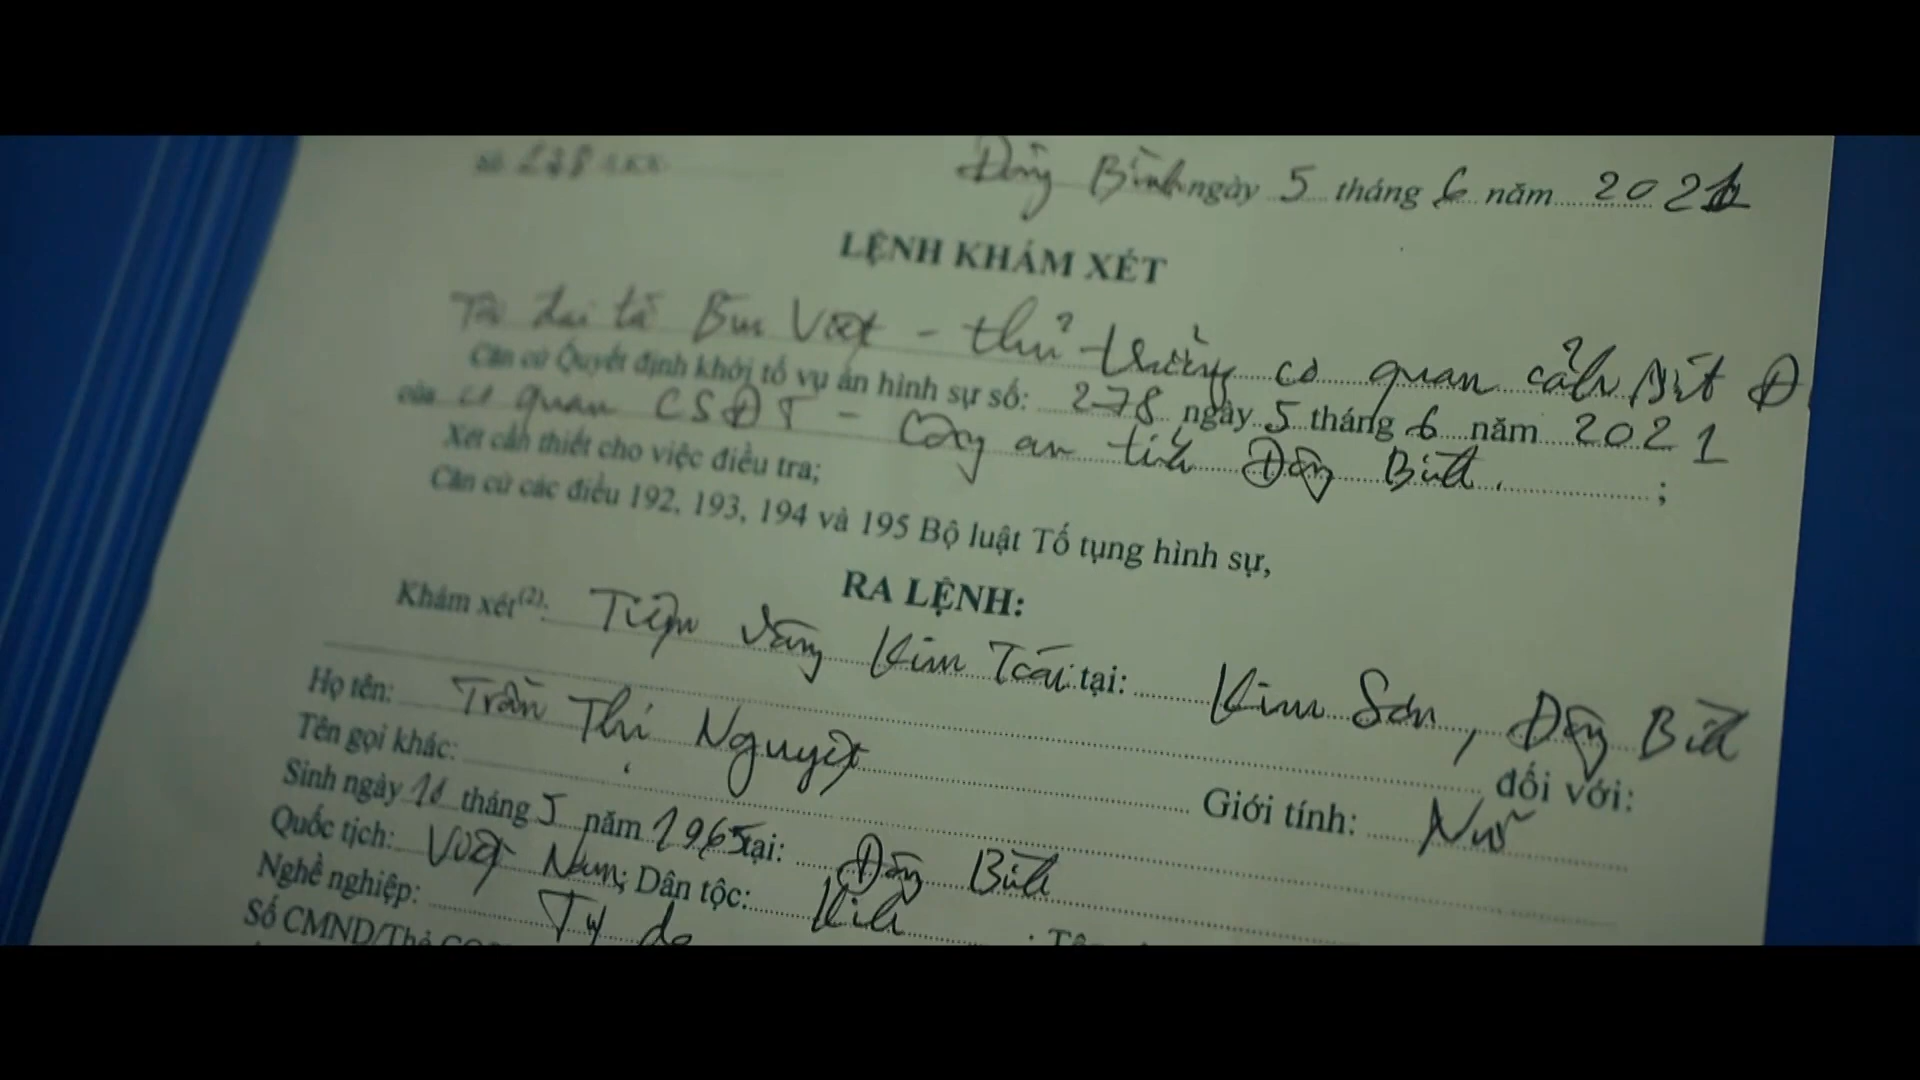 Đông Bình ngày 5 tháng 6 năm 2021
LỆNH KHÁM XÉT
Tôi đại tá Bùi Việt - thủ trưởng cơ quan cảnh sát Đ
Căn cứ Quyết định khởi tố vụ án hình sự số: 278 ngày 5 tháng 6 năm 2021
của cơ quan CSĐT - Công an tỉnh Đông Bình ;
Xét cần thiết cho việc điều tra;
Căn cứ các điều 192, 193, 194 và 195 Bộ luật Tố tụng hình sự,
RA LỆNH:
Khám xét(2): Tiệm vàng Kim Tài tại: Kim Sơn, Đông Bình
đối với:
Họ tên: Trần Thị Nguyệt Giới tính: Nữ
Tên gọi khác:
Sinh ngày tháng 5 năm 1965 tại: Đông Bình
Quốc tịch: Việt Nam; Dân tộc: Kinh
Nghề nghiệp: Tự do
Số CMND/Thẻ